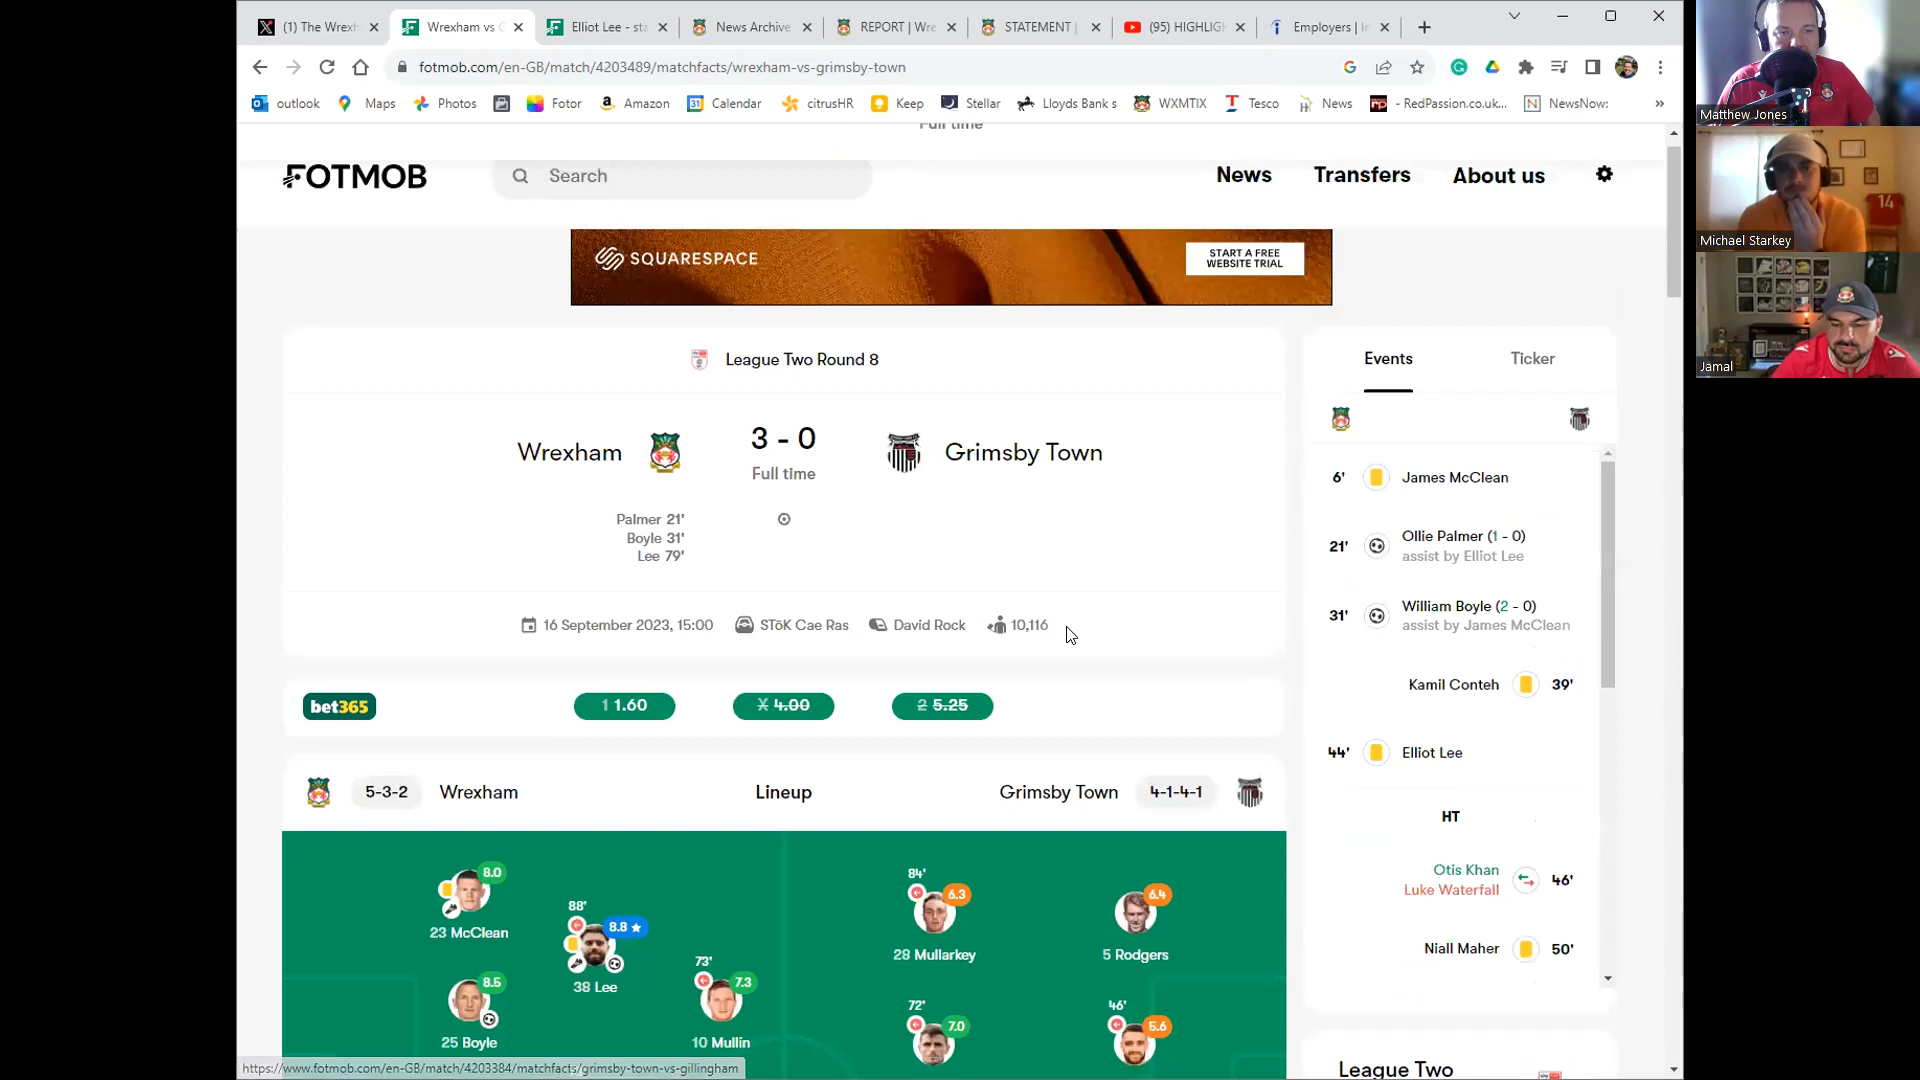 (1) The Wrexh
Wrexham vs G
Elliot Lee - sta
News Archive
REPORT | Wre
STATEMENT |
(95) HIGHLIGH
Employers | In
fotmob.com/en-GB/match/4203489/matchfacts/wrexham-vs-grimsby-town
outlook
Maps
Photos
Fotor
Amazon
Calendar
citrusHR
Keep
Stellar
Lloyds Bank s
WXMTIX
Tesco
News
- RedPassion.co.uk...
NewsNow:
Full time
FOTMOB
Search
News
Transfers
About us
SQUARESPACE
START A FREE
WEBSITE TRIAL
League Two Round 8
Wrexham
3 - 0
Grimsby Town
Full time
Palmer 21'
Boyle 31'
Lee 79'
16 September 2023, 15:00
STōK Cae Ras
David Rock
10,116
bet365
1 1.60
X 4.00
2 5.25
5-3-2
Wrexham
Lineup
Grimsby Town
4-1-4-1
8.0
23 McClean
88'
8.8
38 Lee
8.5
25 Boyle
73'
7.3
10 Mullin
84'
6.3
28 Mullarkey
6.4
5 Rodgers
72'
7.0
46'
5.6
Events
Ticker
6'
James McClean
21'
Ollie Palmer (1 - 0)
assist by Elliot Lee
31'
William Boyle (2 - 0)
assist by James McClean
Kamil Conteh
39'
44'
Elliot Lee
HT
Otis Khan
Luke Waterfall
46'
Niall Maher
50'
League Two
https://www.fotmob.com/en-GB/match/4203384/matchfacts/grimsby-town-vs-gillingham
Matthew Jones
14
Michael Starkey
Jamal